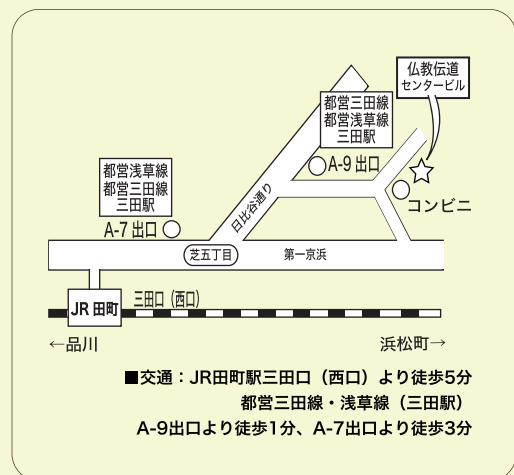 仏教伝道
センタービル
都営三田線
都営浅草線
三田駅
A-9出口
コンビニ
都営浅草線
都営三田線
三田駅
A-7出口
日比谷通り
芝五丁目
第一京浜
JR田町
三田口（西口）
←品川
浜松町→
■交通：JR田町駅三田口（西口）より徒歩5分
都営三田線・浅草線（三田駅）
A-9出口より徒歩1分、A-7出口より徒歩3分